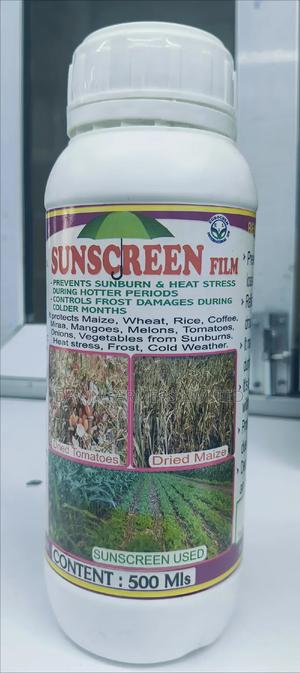 SUNSCREEN FILM
- PREVENTS SUNBURN & HEAT STRESS
DURING HOTTER PERIODS
- CONTROLS FROST DAMAGES DURING
COLDER MONTHS
protects Maize, Wheat, Rice, Coffee,
Miraa, Mangoes, Melons, Tomatoes,
Onions, Vegetables from Sunburns,
Heat stress, Frost, Cold Weather.
Dried Tomatoes
Dried Maize
SUNSCREEN USED
CONTENT : 500 Mls